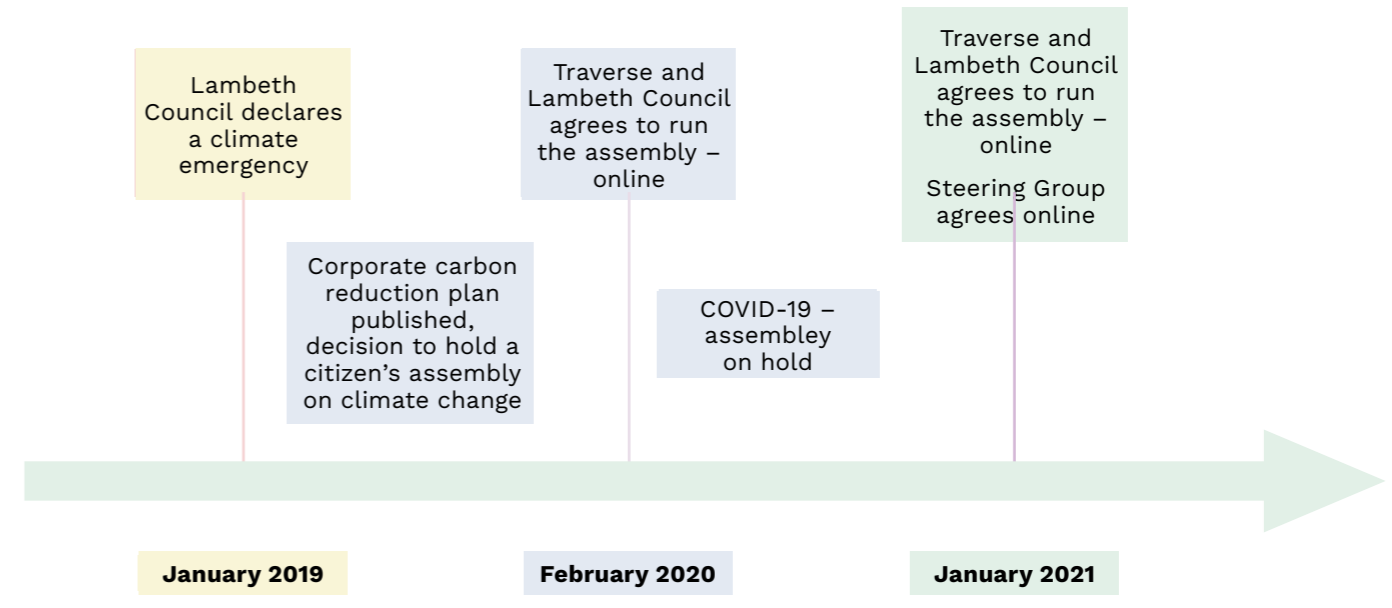 Lambeth
Council declares
a climate
emergency
Corporate carbon
reduction plan
published,
decision to hold a
citizen’s assembly
on climate change
Traverse and
Lambeth Council
agrees to run
the assembly –
online
COVID-19 –
assembley
on hold
Traverse and
Lambeth Council
agrees to run
the assembly –
online
Steering Group
agrees online
January 2019
February 2020
January 2021